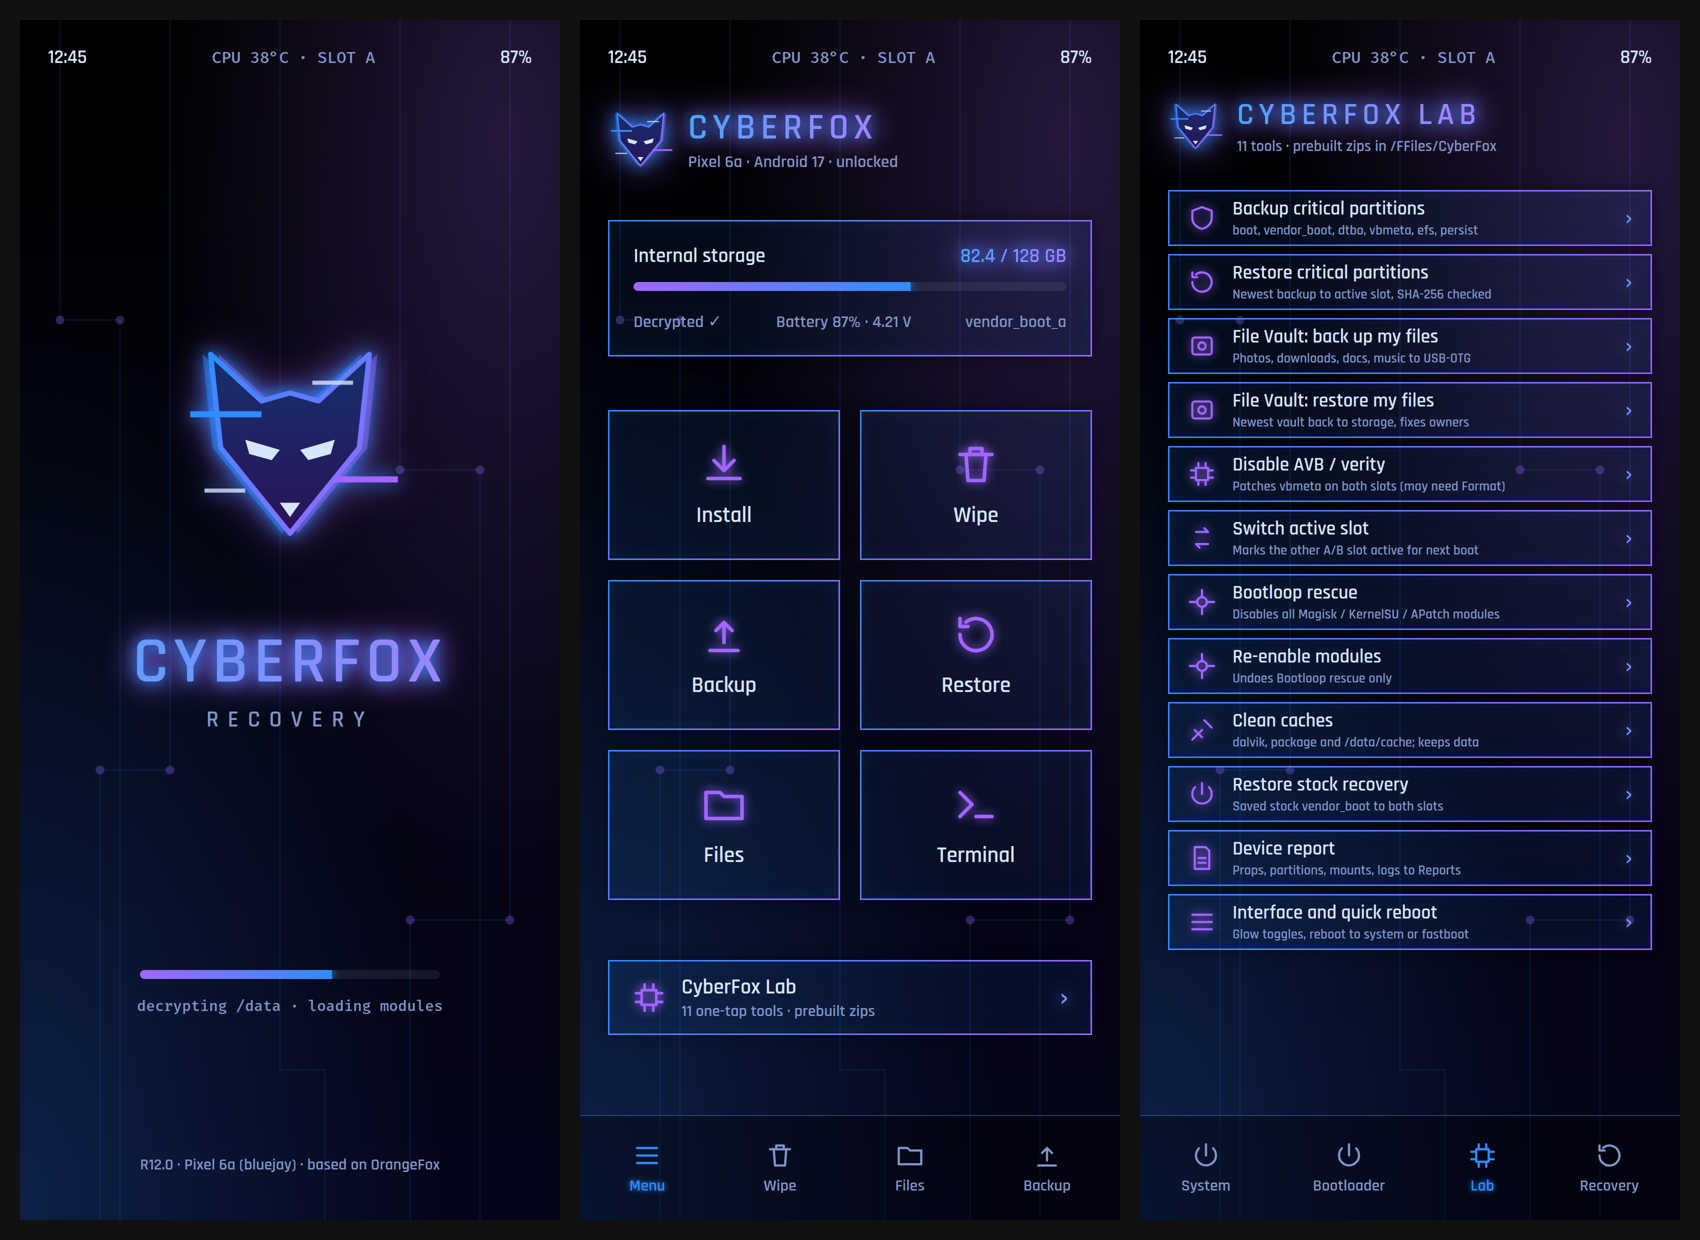 12:45 CPU 38°C · SLOT A 87%
CYBERFOX
RECOVERY
decrypting /data · loading modules
R12.0 · Pixel 6a (bluejay) · based on OrangeFox
12:45 CPU 38°C · SLOT A 87%
CYBERFOX
Pixel 6a · Android 17 · unlocked
Internal storage 82.4 / 128 GB
Decrypted ✓ Battery 87% · 4.21 V vendor_boot_a
Install Wipe
Backup Restore
Files Terminal
CyberFox Lab
11 one-tap tools · prebuilt zips
Menu Wipe Files Backup
12:45 CPU 38°C · SLOT A 87%
CYBERFOX LAB
11 tools · prebuilt zips in /FFiles/CyberFox
Backup critical partitions
boot, vendor_boot, dtbo, vbmeta, efs, persist
Restore critical partitions
Newest backup to active slot, SHA-256 checked
File Vault: back up my files
Photos, downloads, docs, music to USB-OTG
File Vault: restore my files
Newest vault back to storage, fixes owners
Disable AVB / verity
Patches vbmeta on both slots (may need Format)
Switch active slot
Marks the other A/B slot active for next boot
Bootloop rescue
Disables all Magisk / KernelSU / APatch modules
Re-enable modules
Undoes Bootloop rescue only
Clean caches
dalvik, package and /data/cache; keeps data
Restore stock recovery
Saved stock vendor_boot to both slots
Device report
Props, partitions, mounts, logs to Reports
Interface and quick reboot
Glow toggles, reboot to system or fastboot
System Bootloader Lab Recovery